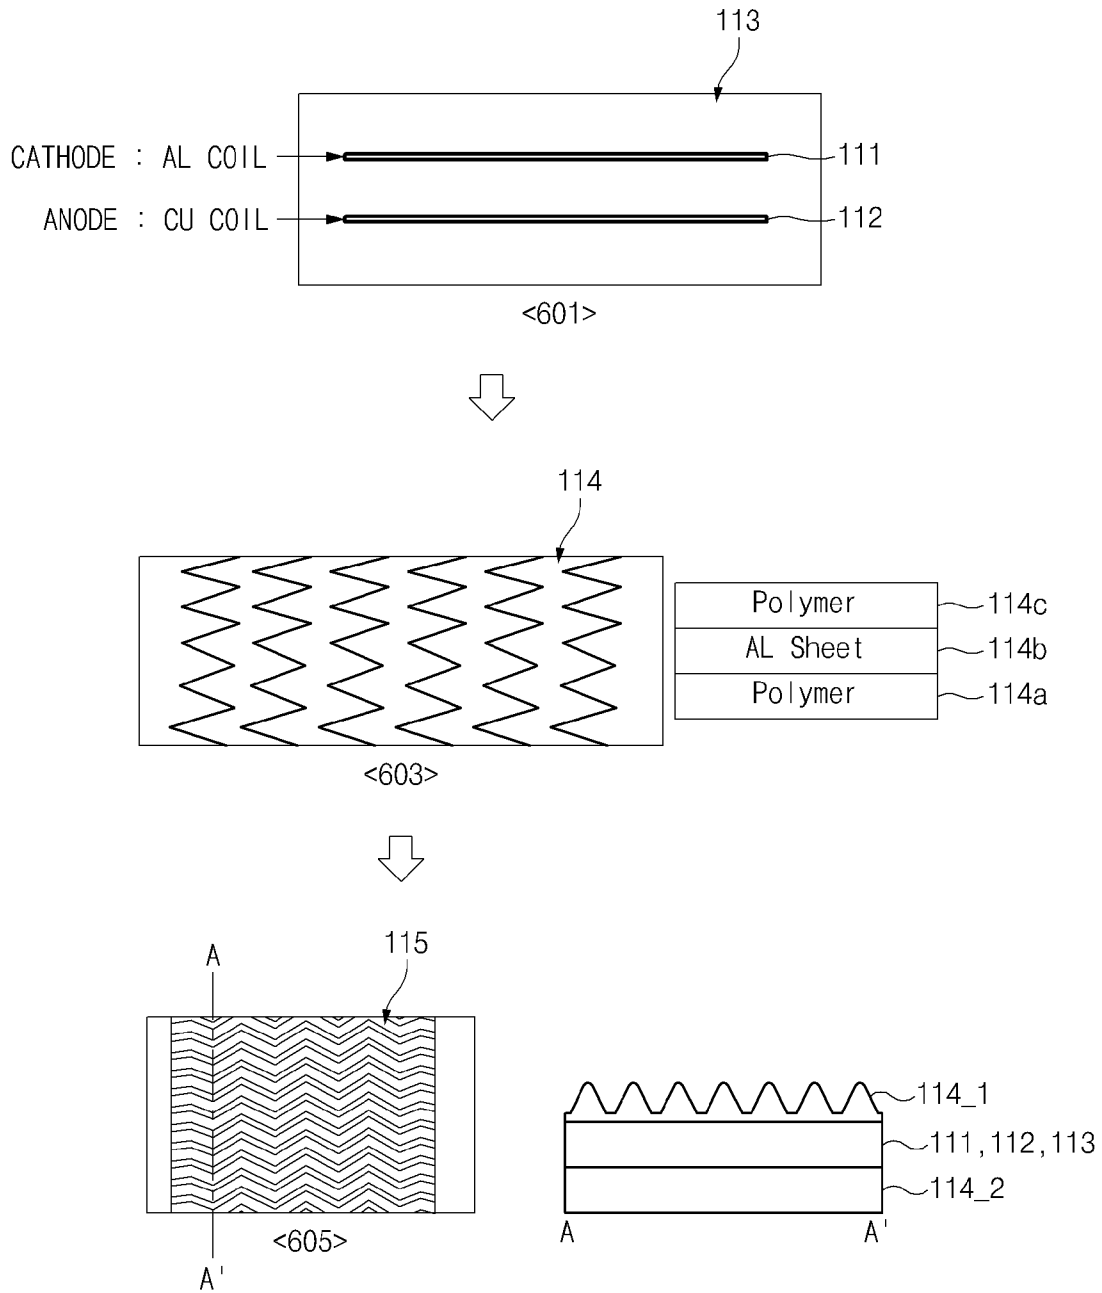 113
CATHODE : AL COIL
111
ANODE : CU COIL
112
<601>
114
Polymer
114c
AL Sheet
114b
Polymer
114a
<603>
115
A
114_1
111,112,113
114_2
A
A'
<605>
A'